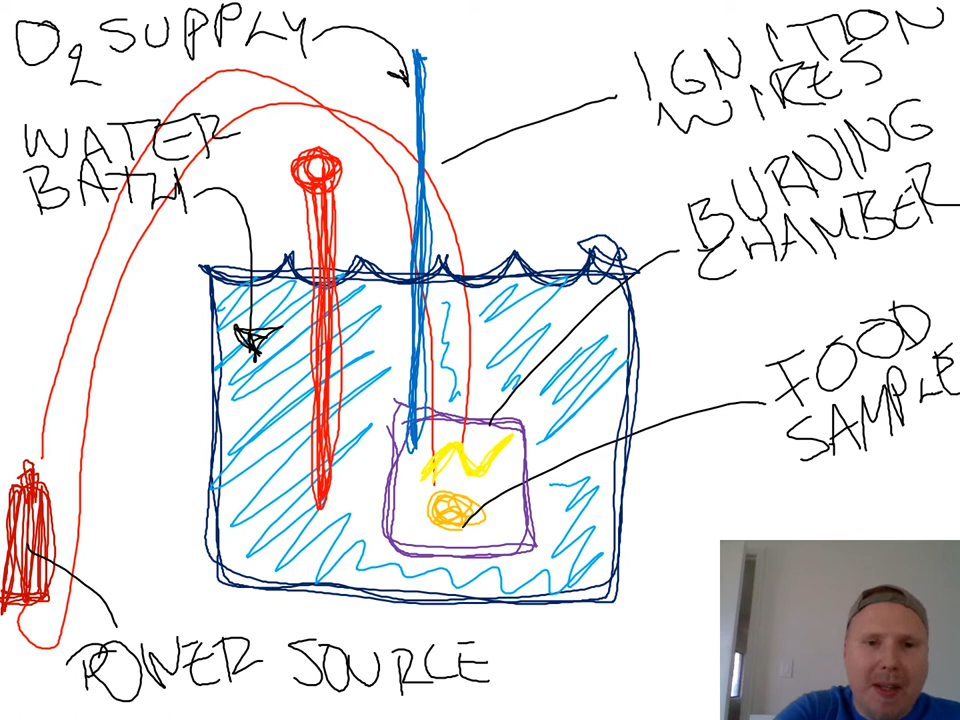 O2 SUPPLY
IGNITION
WIRES
WATER
BATH
BURNING
CHAMBER
FOOD
SAMPLE
POWER SOURCE